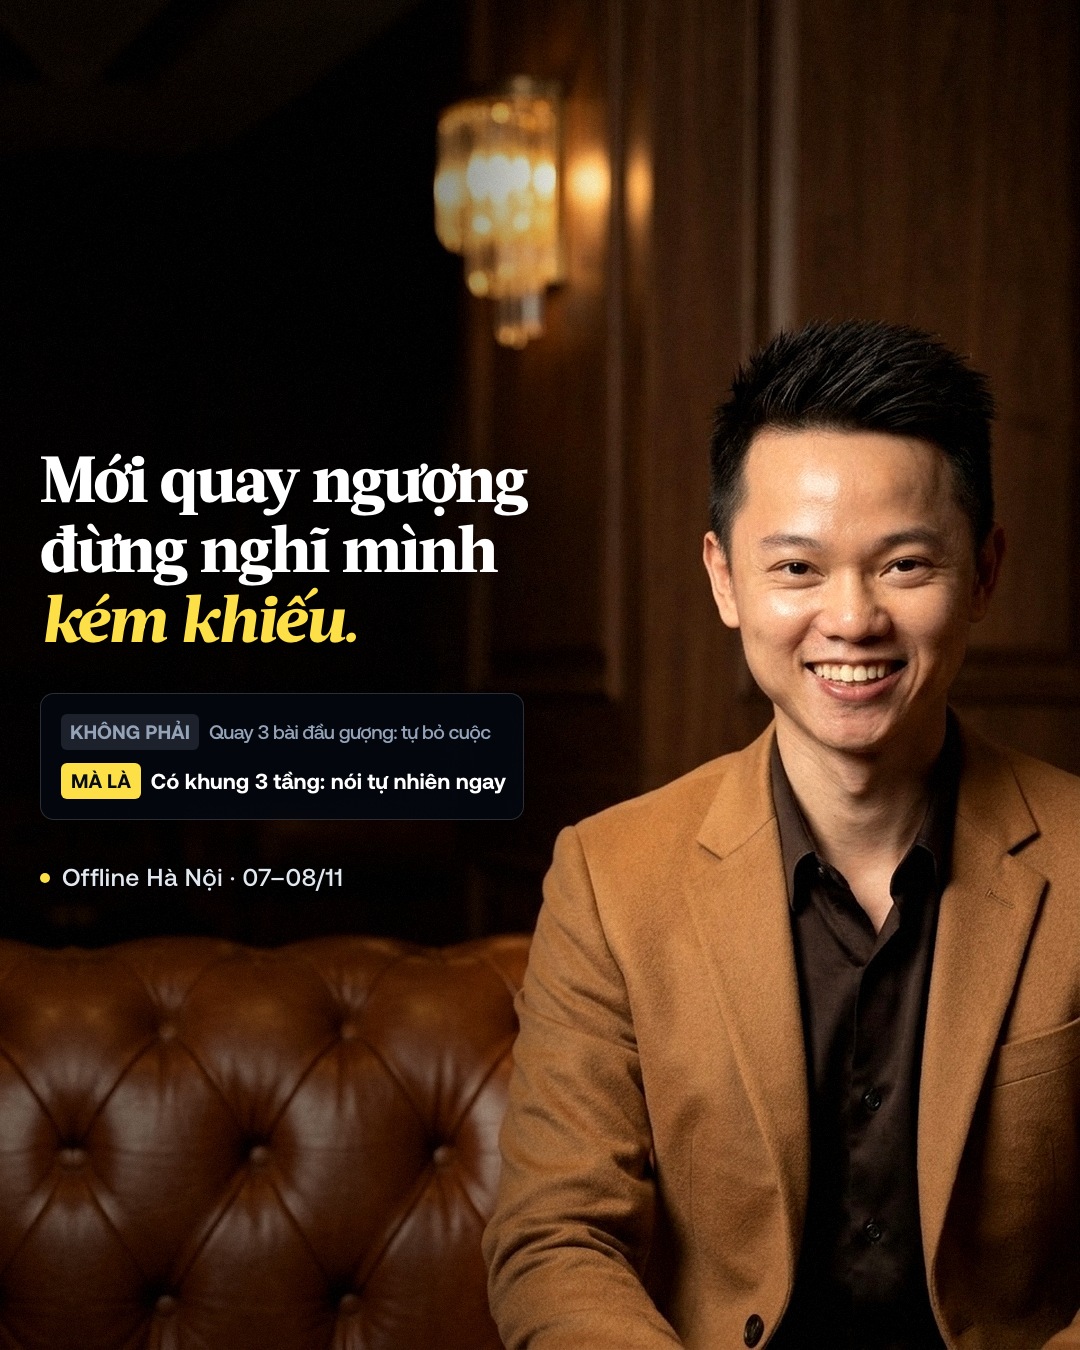 Mới quay ngượng
đừng nghĩ mình
kém khiếu.
KHÔNG PHẢI Quay 3 bài đầu gượng: tự bỏ cuộc
MÀ LÀ Có khung 3 tầng: nói tự nhiên ngay
Offline Hà Nội · 07–08/11